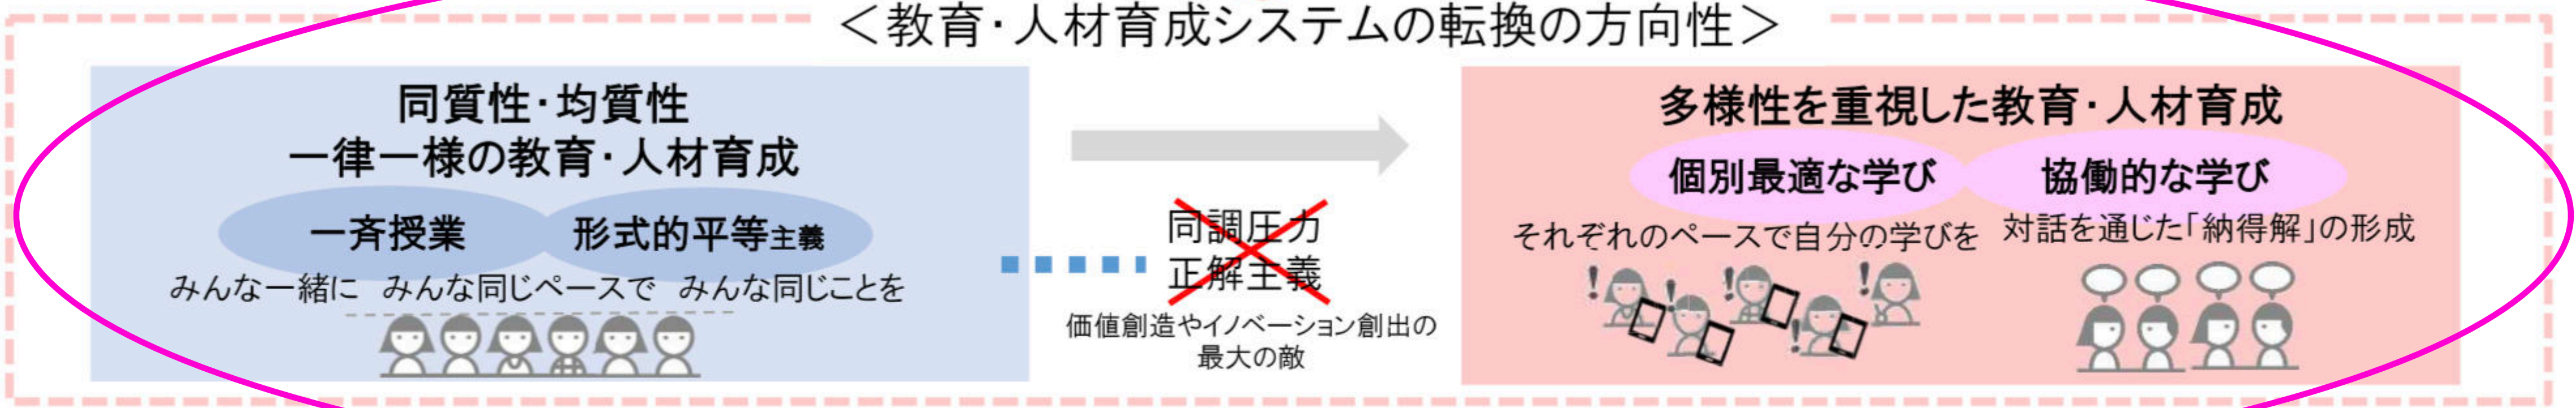 ＜教育・人材育成システムの転換の方向性＞
同質性・均質性
一律一様の教育・人材育成
一斉授業
形式的平等主義
みんな一緒に　みんな同じペースで　みんな同じことを
同調圧力
正解主義
価値創造やイノベーション創出の
最大の敵
多様性を重視した教育・人材育成
個別最適な学び
協働的な学び
それぞれのペースで自分の学びを
対話を通じた「納得解」の形成